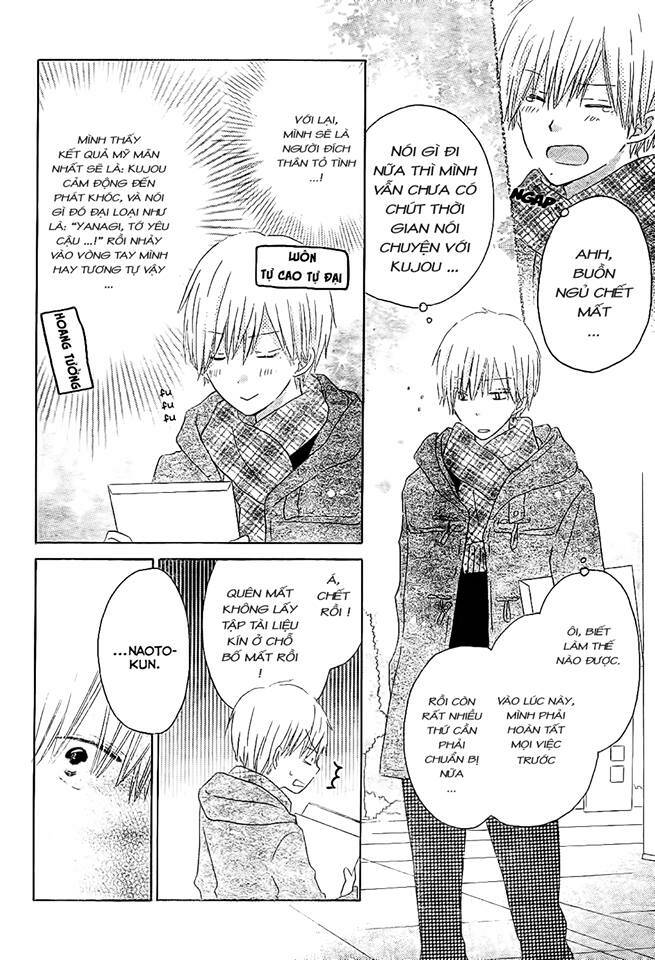 NGÁP
AHH,
BUỒN
NGỦ CHẾT
MẤT
...
NÓI GÌ ĐI
NỮA THÌ MÌNH
VẪN CHƯA CÓ
CHÚT THỜI
GIAN NÓI
CHUYỆN VỚI
KUJOU ...
ÔI, BIẾT
LÀM THẾ
NÀO ĐƯỢC.
VÀO LÚC NÀY,
MÌNH PHẢI
HOÀN TẤT
MỌI VIỆC
TRƯỚC
RỒI CÒN
RẤT NHIỀU
THỨ CẦN
PHẢI
CHUẨN BỊ
NỮA
...
VỚI LẠI,
MÌNH SẼ LÀ
NGƯỜI ĐÍCH
THÂN TỎ TÌNH
...!
MÌNH THẤY
KẾT QUẢ MỸ MÃN
NHẤT SẼ LÀ: KUJOU
CẢM ĐỘNG ĐẾN
PHÁT KHÓC, VÀ NÓI
GÌ ĐÓ ĐẠI LOẠI NHƯ
LÀ: "YANAGI, TỚ YÊU
CẬU ...!" RỒI NHẢY
VÀO VÒNG TAY MÌNH
HAY TƯƠNG TỰ VẬY
...
LUÔN
TỰ CAO TỰ ĐẠI
HOANG TƯỞNG
fu
fu
fu
Á,
CHẾT
RỒI !
QUÊN MẤT
KHÔNG LẤY
TẬP TÀI LIỆU
KÍN Ở CHỖ
BỐ MẤT RỒI
!
...NAOTO-
KUN.